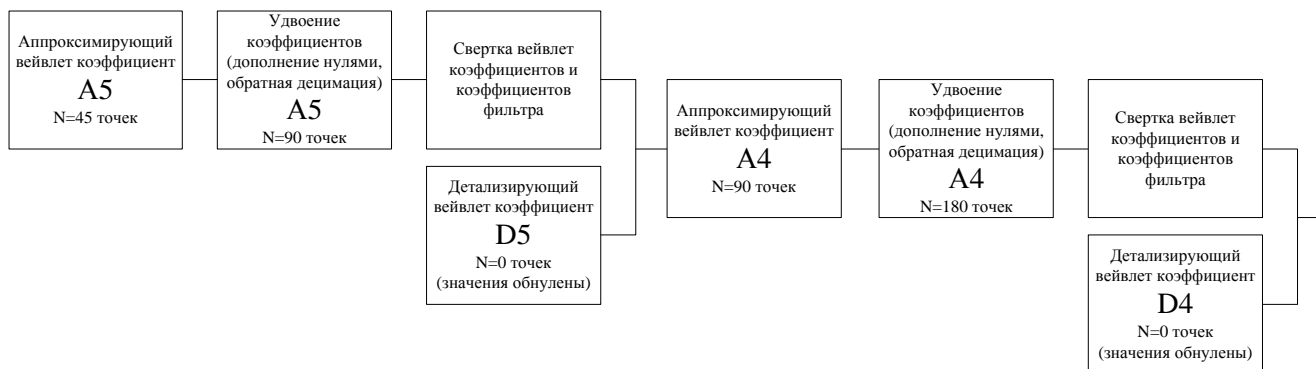 Аппроксимирующий
вейвлет коэффициент
A5
N=45 точек
Удвоение
коэффициентов
(дополнение нулями,
обратная децимация)
A5
N=90 точек
Свертка вейвлет
коэффициентов и
коэффициентов
фильтра
Детализирующий
вейвлет коэффициент
D5
N=0 точек
(значения обнулены)
Аппроксимирующий
вейвлет коэффициент
A4
N=90 точек
Удвоение
коэффициентов
(дополнение нулями,
обратная децимация)
A4
N=180 точек
Свертка вейвлет
коэффициентов и
коэффициентов
фильтра
Детализирующий
вейвлет коэффициент
D4
N=0 точек
(значения обнулены)